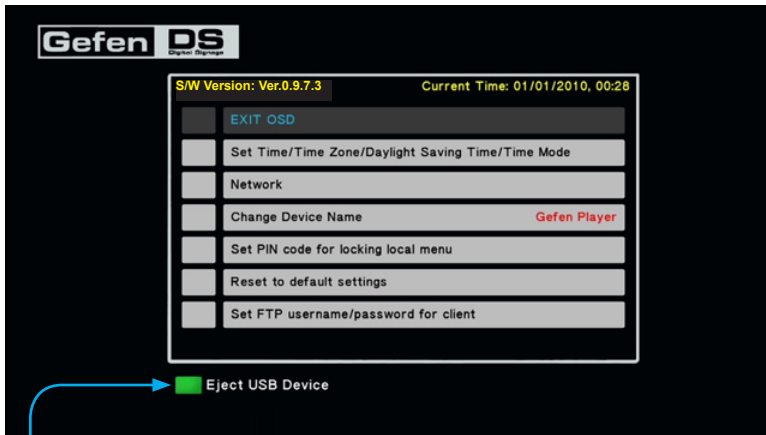 Gefen DS
Digital Signage
S/W Version: Ver.0.9.7.3 Current Time: 01/01/2010, 00:28
EXIT OSD
Set Time/Time Zone/Daylight Saving Time/Time Mode
Network
Change Device Name Gefen Player
Set PIN code for locking local menu
Reset to default settings
Set FTP username/password for client
Eject USB Device